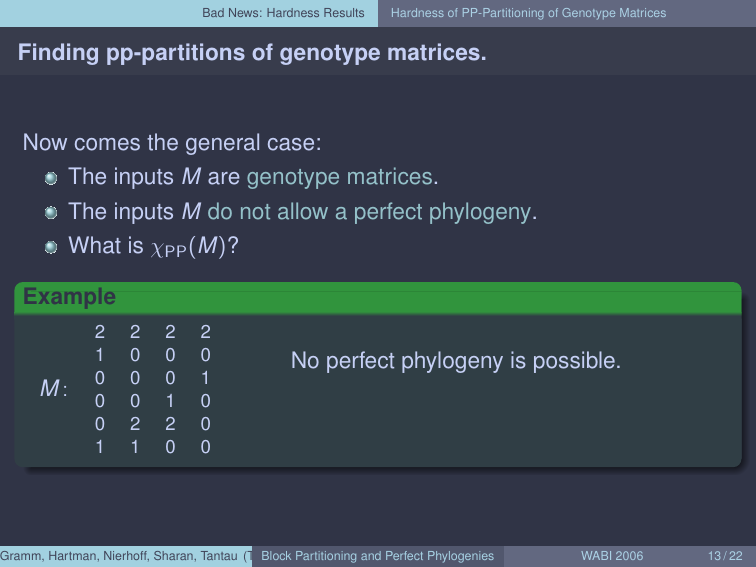 Bad News: Hardness Results Hardness of PP-Partitioning of Genotype Matrices
Finding pp-partitions of genotype matrices.
Now comes the general case:
The inputs M are genotype matrices.
The inputs M do not allow a perfect phylogeny.
What is χPP(M)?
Example
2 2 2 2
1 0 0 0
0 0 0 1
M: 0 0 1 0
0 2 2 0
1 1 0 0
No perfect phylogeny is possible.
Gramm, Hartman, Nierhoff, Sharan, Tantau (T Block Partitioning and Perfect Phylogenies WABI 2006 13 / 22